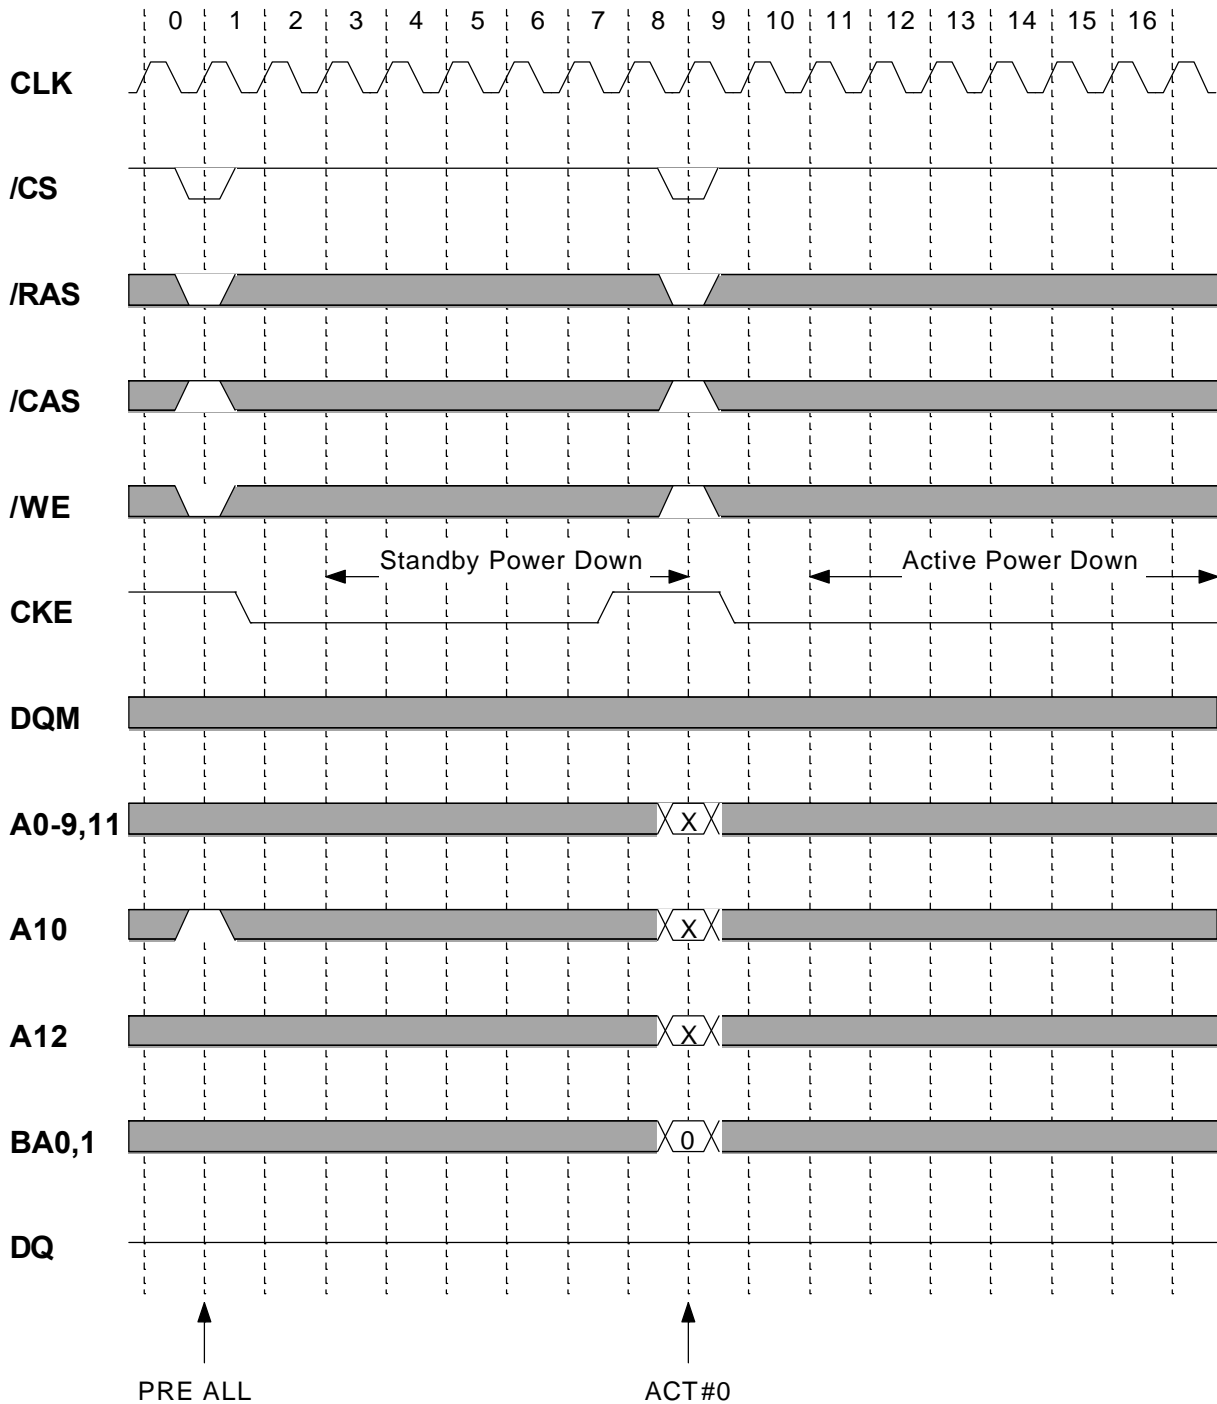 0 1 2 3 4 5 6 7 8 9 10 11 12 13 14 15 16
CLK
/CS
/RAS
/CAS
/WE
Standby Power Down Active Power Down
CKE
DQM
A0-9,11 X
A10 X
A12 X
BA0,1 0
DQ
PRE ALL ACT#0